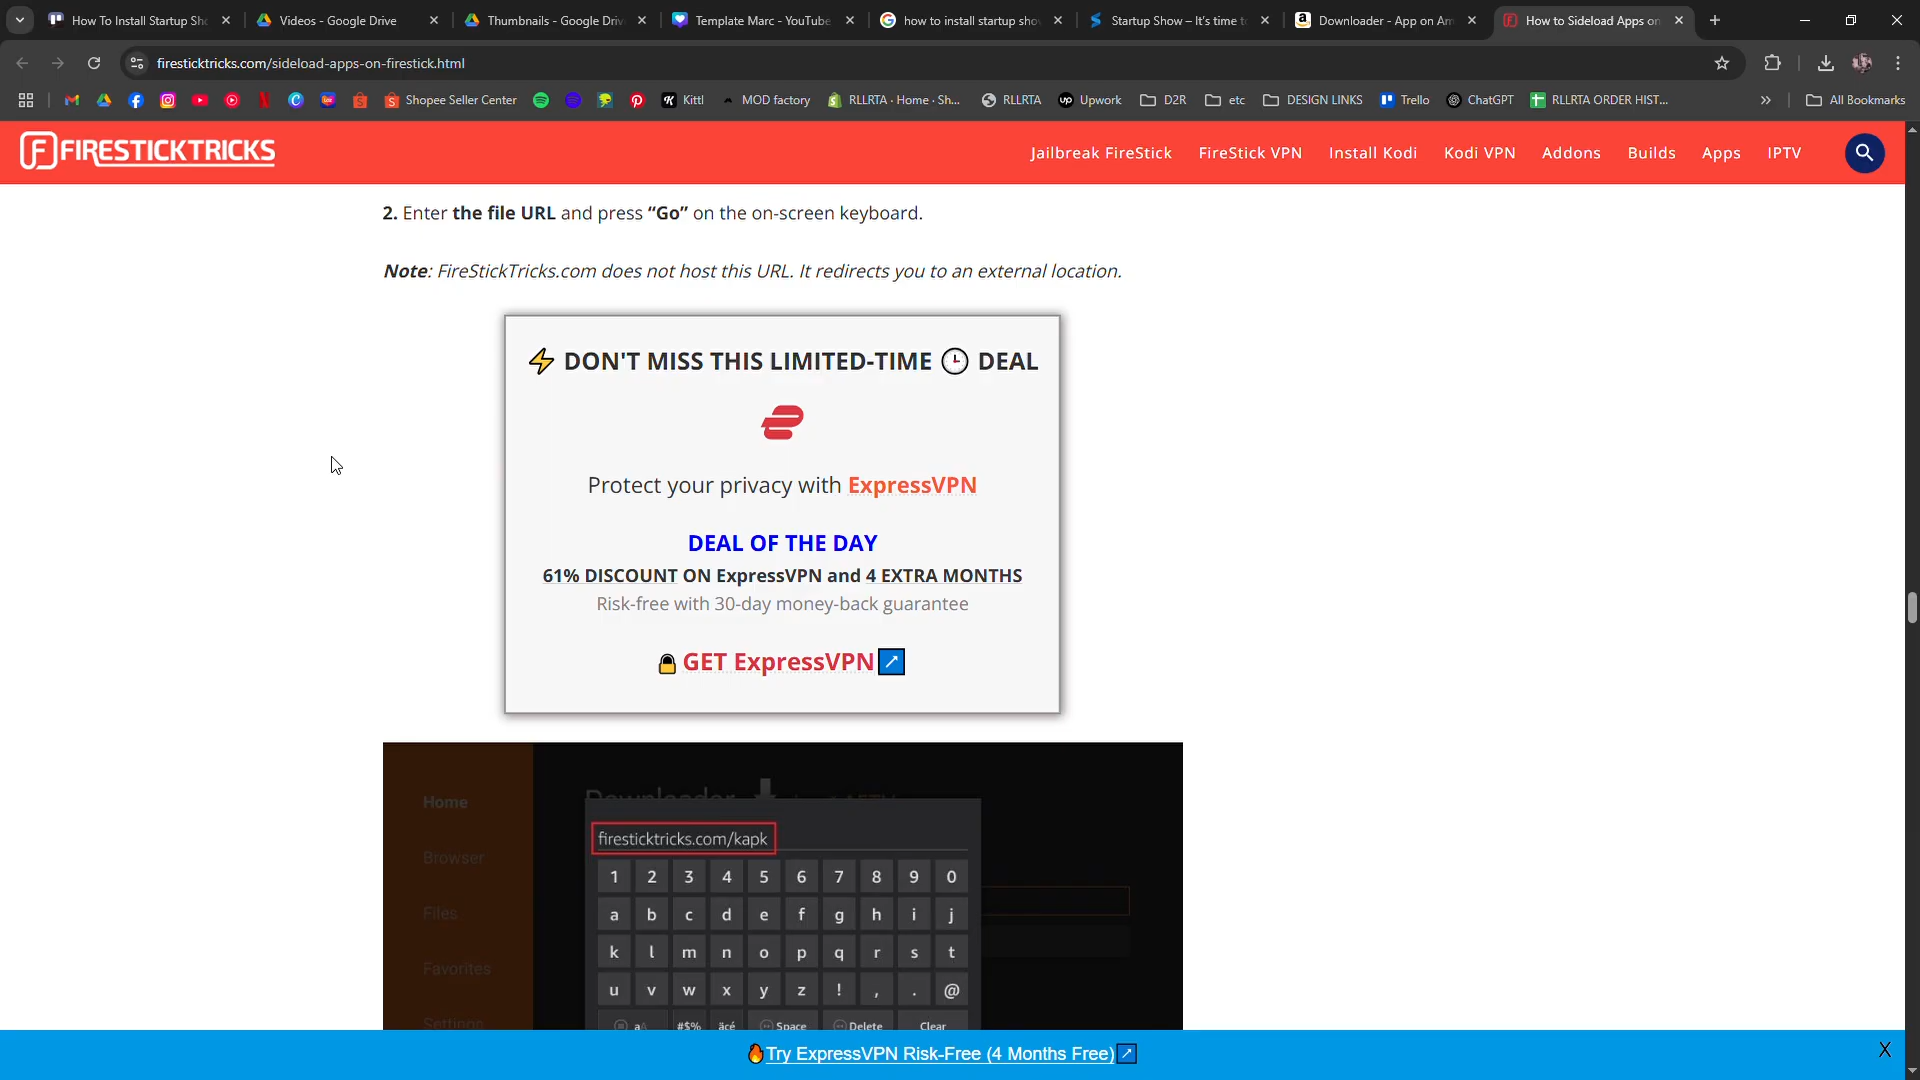 How To Install Startup Sh
Videos - Google Drive
Thumbnails - Google Driv
Template Marc - YouTube
how to install startup sho
Startup Show – It's time t
Downloader - App on Am
How to Sideload Apps on
firesticktricks.com/sideload-apps-on-firestick.html
Shopee Seller Center
Kittl
MOD factory
RLLRTA · Home · Sh...
RLLRTA
Upwork
D2R
etc
DESIGN LINKS
Trello
ChatGPT
RLLRTA ORDER HIST...
All Bookmarks
FIRESTICKTRICKS
Jailbreak FireStick
FireStick VPN
Install Kodi
Kodi VPN
Addons
Builds
Apps
IPTV
2. Enter the file URL and press “Go” on the on-screen keyboard.
Note: FireStickTricks.com does not host this URL. It redirects you to an external location.
⚡ DON'T MISS THIS LIMITED-TIME 🕒 DEAL
Protect your privacy with ExpressVPN
DEAL OF THE DAY
61% DISCOUNT ON ExpressVPN and 4 EXTRA MONTHS
Risk-free with 30-day money-back guarantee
🔒 GET ExpressVPN ↗
Home
Browser
Files
Favorites
Settings
Downloader
firesticktricks.com/kapk
1 2 3 4 5 6 7 8 9 0
a b c d e f g h i j
k l m n o p q r s t
u v w x y z ! , . @
#$% äcé Space Delete Clear
🔥Try ExpressVPN Risk-Free (4 Months Free) ↗
X